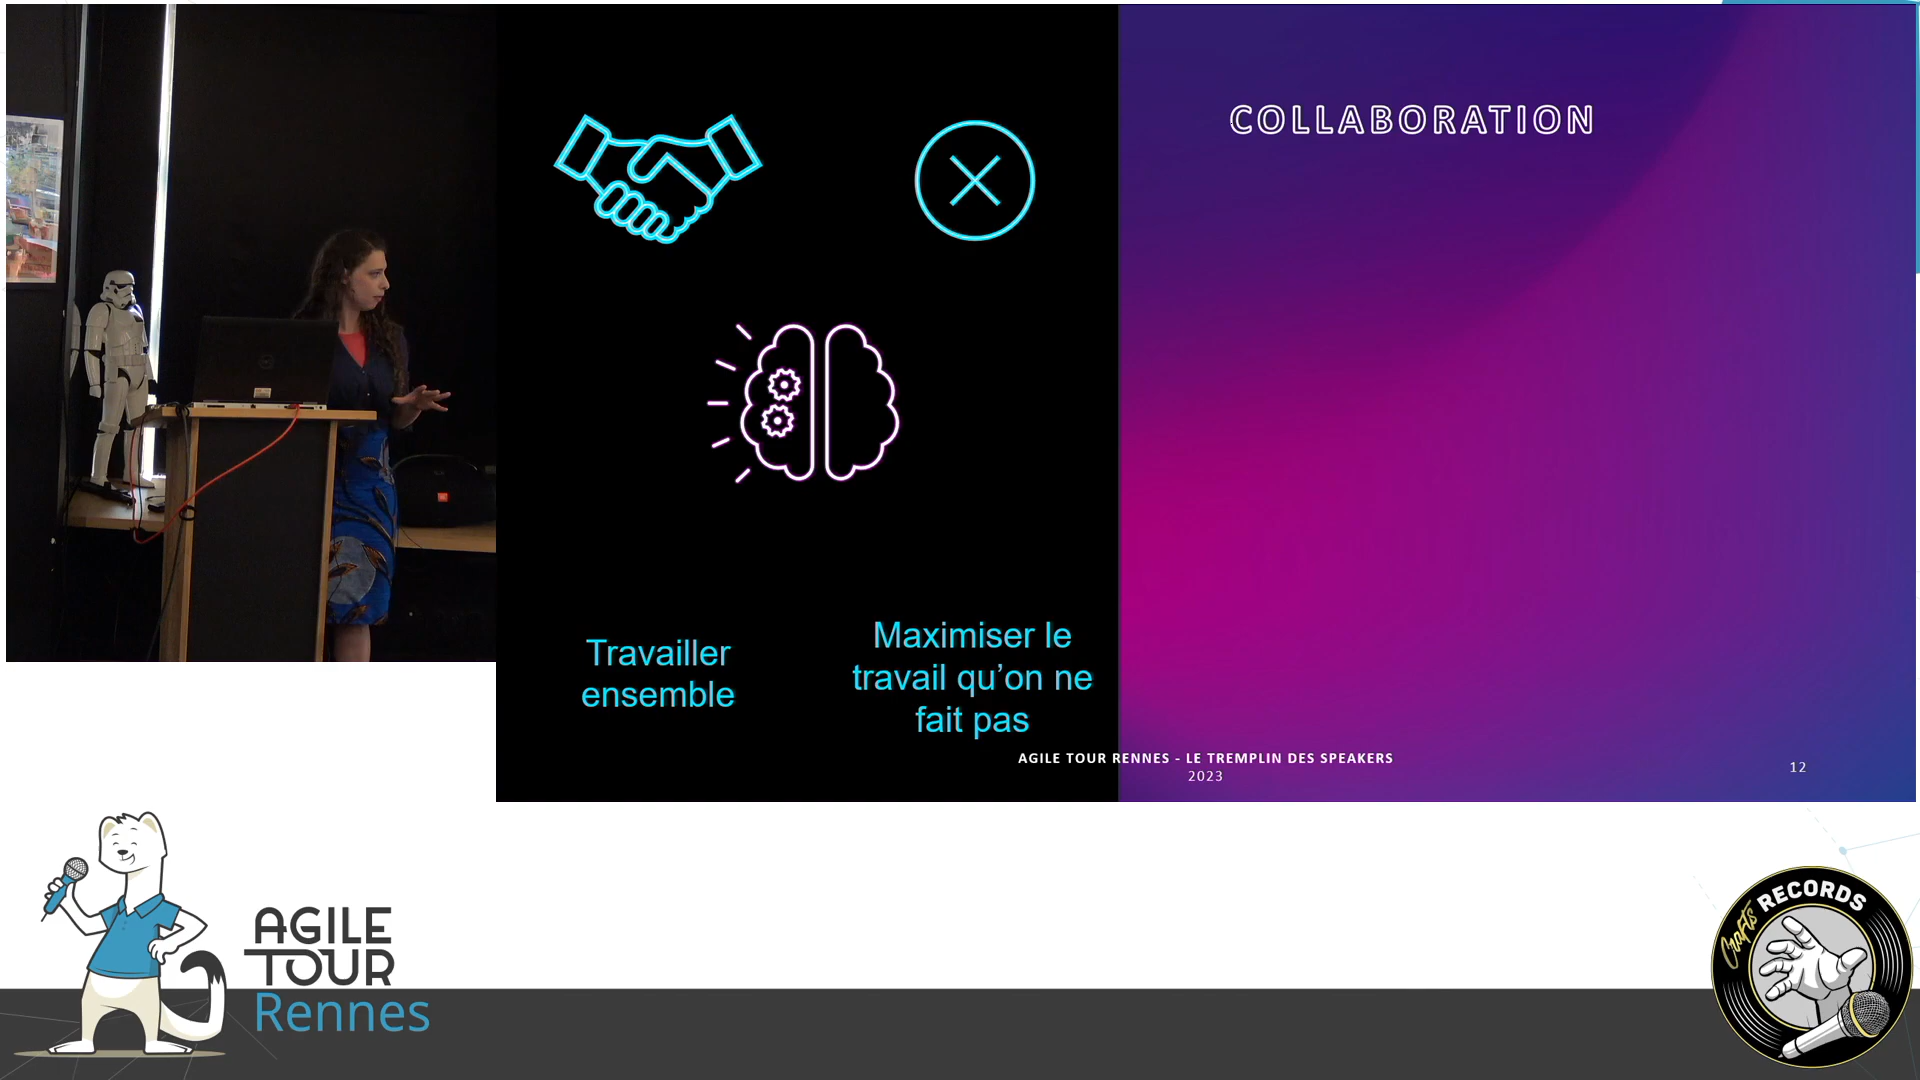 COLLABORATION
Travailler
ensemble
Maximiser le
travail qu’on ne
fait pas
AGILE TOUR RENNES - LE TREMPLIN DES SPEAKERS
2023
12
AGILE
TOUR
Rennes
Crafts RECORDS